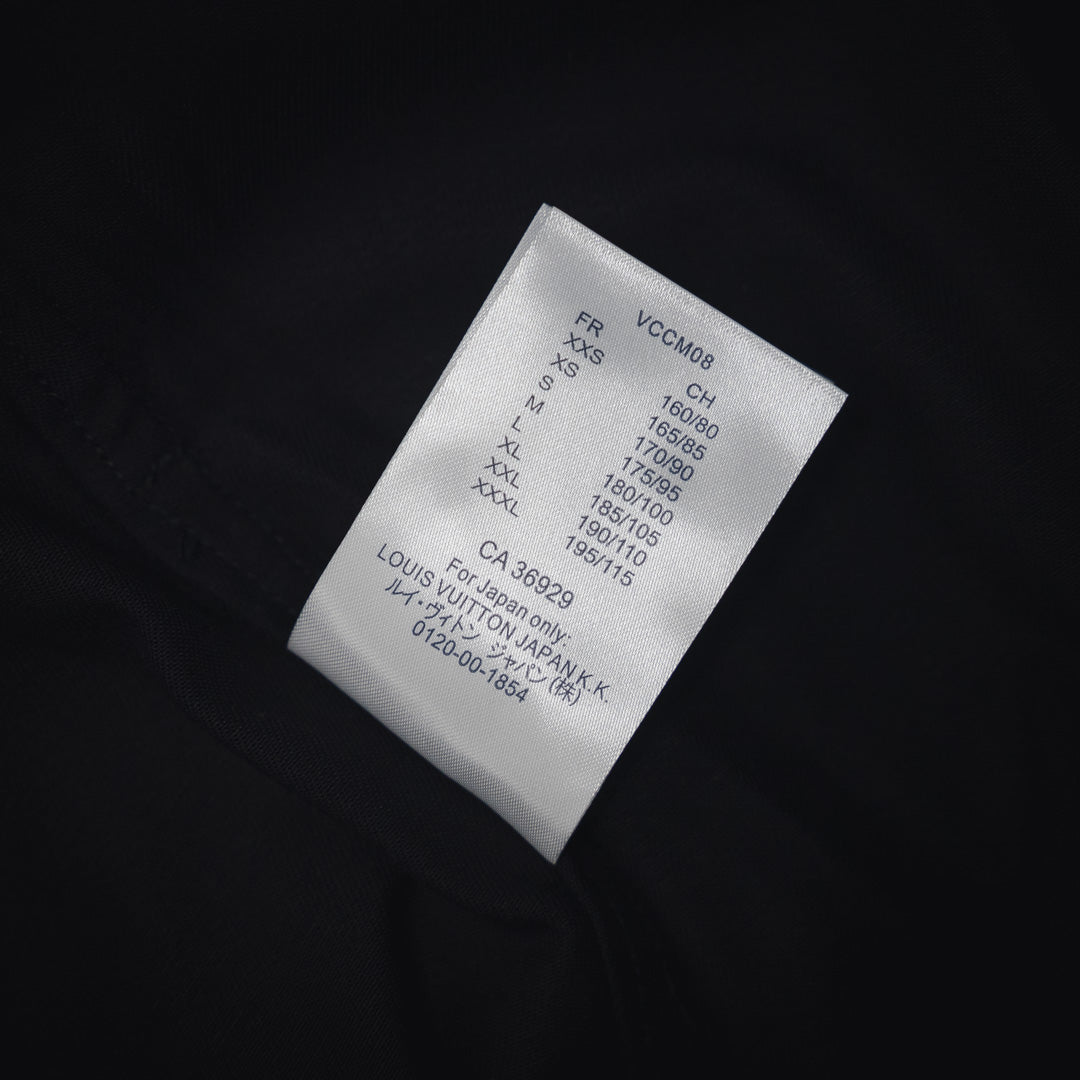 VCCM08
FR CH
XXS 160/80
XS 165/85
S 170/90
M 175/95
L 180/100
XL 185/105
XXL 190/110
XXXL 195/115
CA 36929
For Japan only:
LOUIS VUITTON JAPAN K.K.
ルイ・ヴィトン ジャパン(株)
0120-00-1854